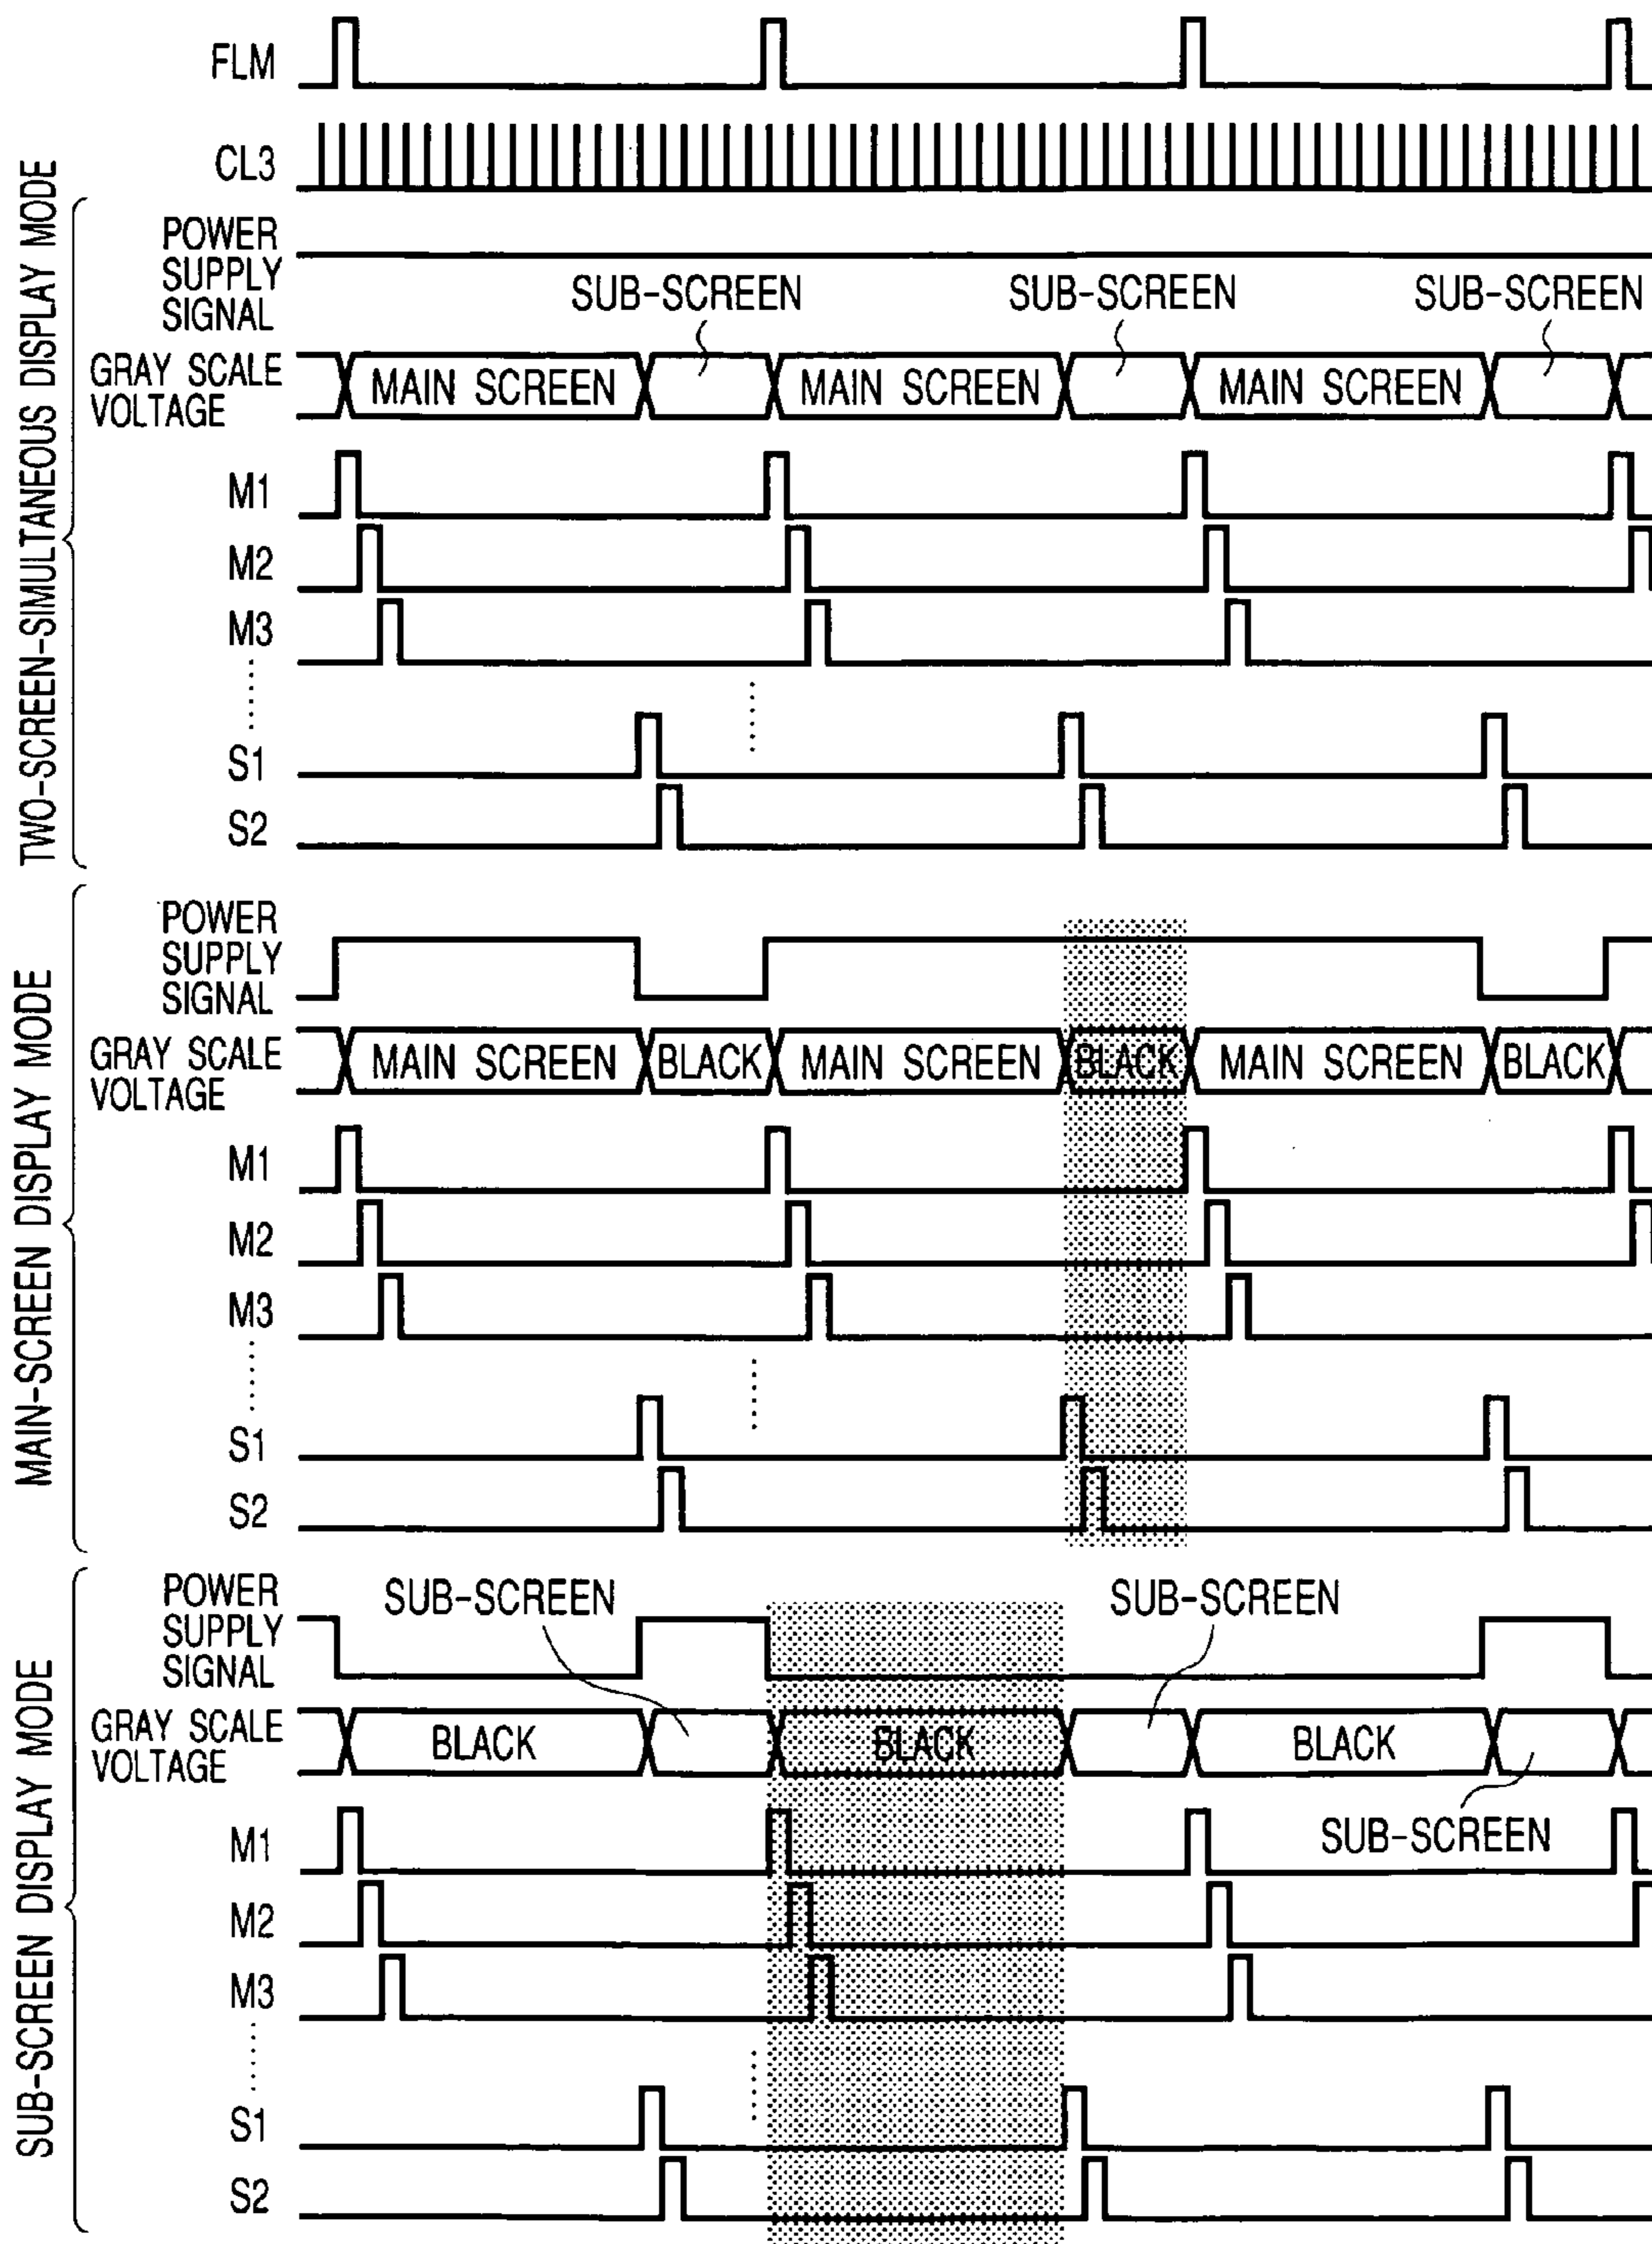 FLM
CL3
TWO-SCREEN-SIMULTANEOUS DISPLAY MODE
POWER
SUPPLY
SIGNAL
SUB-SCREEN SUB-SCREEN SUB-SCREEN
GRAY SCALE
VOLTAGE
MAIN SCREEN MAIN SCREEN MAIN SCREEN
M1
M2
M3
S1
S2
MAIN-SCREEN DISPLAY MODE
POWER
SUPPLY
SIGNAL
GRAY SCALE
VOLTAGE
MAIN SCREEN BLACK MAIN SCREEN BLACK MAIN SCREEN BLACK
M1
M2
M3
S1
S2
SUB-SCREEN DISPLAY MODE
POWER
SUPPLY
SIGNAL
SUB-SCREEN SUB-SCREEN
GRAY SCALE
VOLTAGE
BLACK BLACK BLACK
SUB-SCREEN
M1
M2
M3
S1
S2